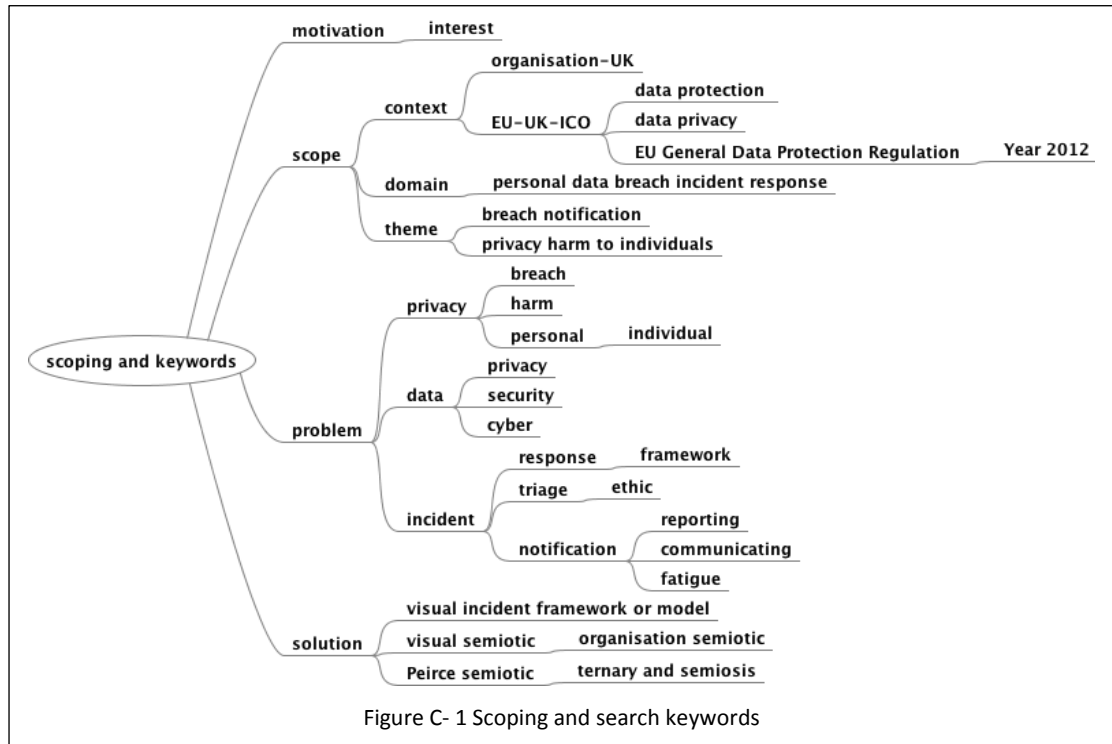 motivation
interest
organisation-UK
context
data protection
EU-UK-ICO
data privacy
EU General Data Protection Regulation
Year 2012
scope
domain
personal data breach incident response
theme
breach notification
privacy harm to individuals
scoping and keywords
problem
privacy
breach
harm
personal
individual
data
privacy
security
cyber
incident
response
framework
triage
ethic
notification
reporting
communicating
fatigue
solution
visual incident framework or model
visual semiotic
organisation semiotic
Peirce semiotic
ternary and semiosis
Figure C- 1 Scoping and search keywords